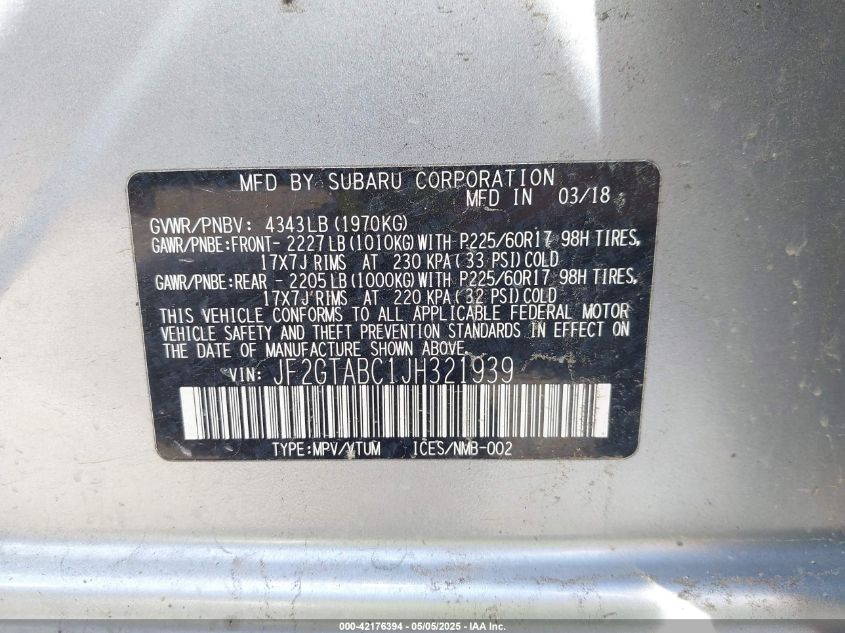 MFD BY SUBARU CORPORATION
MFD IN 03/18
GVWR/PNBV: 4343LB(1970KG)
GAWR/PNBE:FRONT- 2227LB(1010KG)WITH P225/60R17 98H TIRES,
17X7J RIMS AT 230 KPA(33 PSI)COLD
GAWR/PNBE:REAR - 2205LB(1000KG)WITH P225/60R17 98H TIRES,
17X7J RIMS AT 220 KPA(32 PSI)COLD
THIS VEHICLE CONFORMS TO ALL APPLICABLE FEDERAL MOTOR
VEHICLE SAFETY AND THEFT PREVENTION STANDARDS IN EFFECT ON
THE DATE OF MANUFACTURE SHOWN ABOVE.
VIN: JF2GTABC1JH321939
TYPE:MPV/VTUM ICES/NMB-002
000-42176394 - 05/05/2025 - IAA Inc.